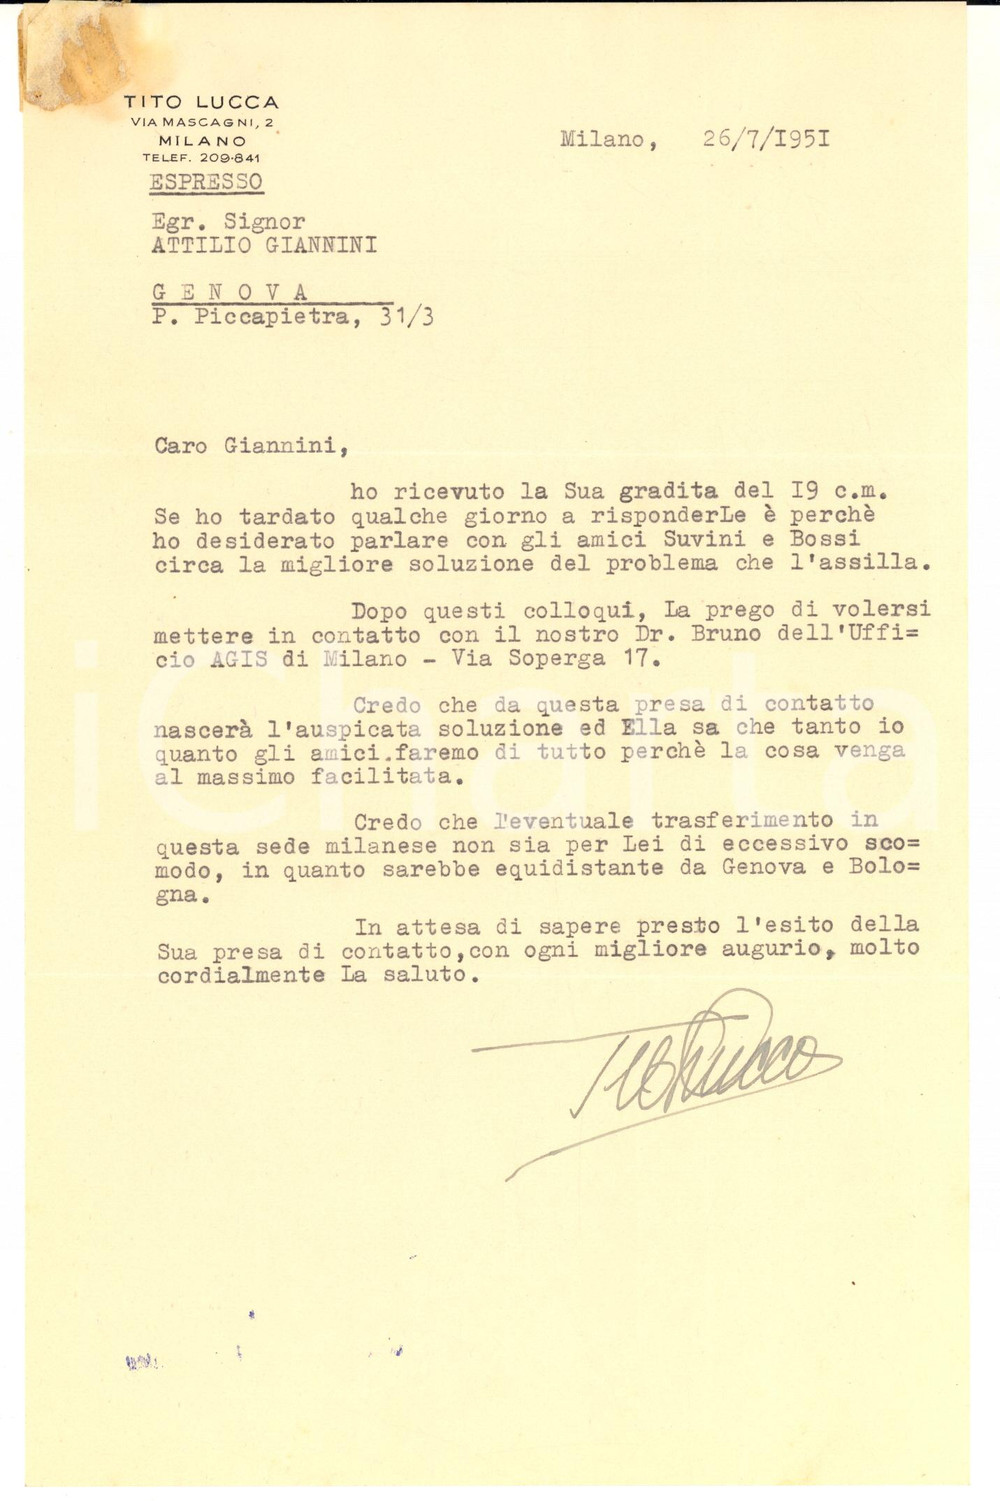 TITO LUCCA
VIA MASCAGNI, 2
MILANO
TELEF. 209-841
ESPRESSO
Milano, 26/7/I95I
Egr. Signor
ATTILIO GIANNINI
G E N O V A
P. Piccapietra, 31/3
Caro Giannini,
ho ricevuto la Sua gradita del I9 c.m.
Se ho tardato qualche giorno a risponderLe è perchè
ho desiderato parlare con gli amici Suvini e Bossi
circa la migliore soluzione del problema che l'assilla.
Dopo questi colloqui, La prego di volersi
mettere in contatto con il nostro Dr. Bruno dell'Uffi=
cio AGIS di Milano - Via Soperga 17.
Credo che da questa presa di contatto
nascerà l'auspicata soluzione ed Ella sa che tanto io
quanto gli amici.faremo di tutto perchè la cosa venga
al massimo facilitata.
Credo che l'eventuale trasferimento in
questa sede milanese non sia per Lei di eccessivo sco=
modo, in quanto sarebbe equidistante da Genova e Bolo=
gna.
In attesa di sapere presto l'esito della
Sua presa di contatto,con ogni migliore augurio, molto
cordialmente La saluto.
Tito Lucca
iCharta